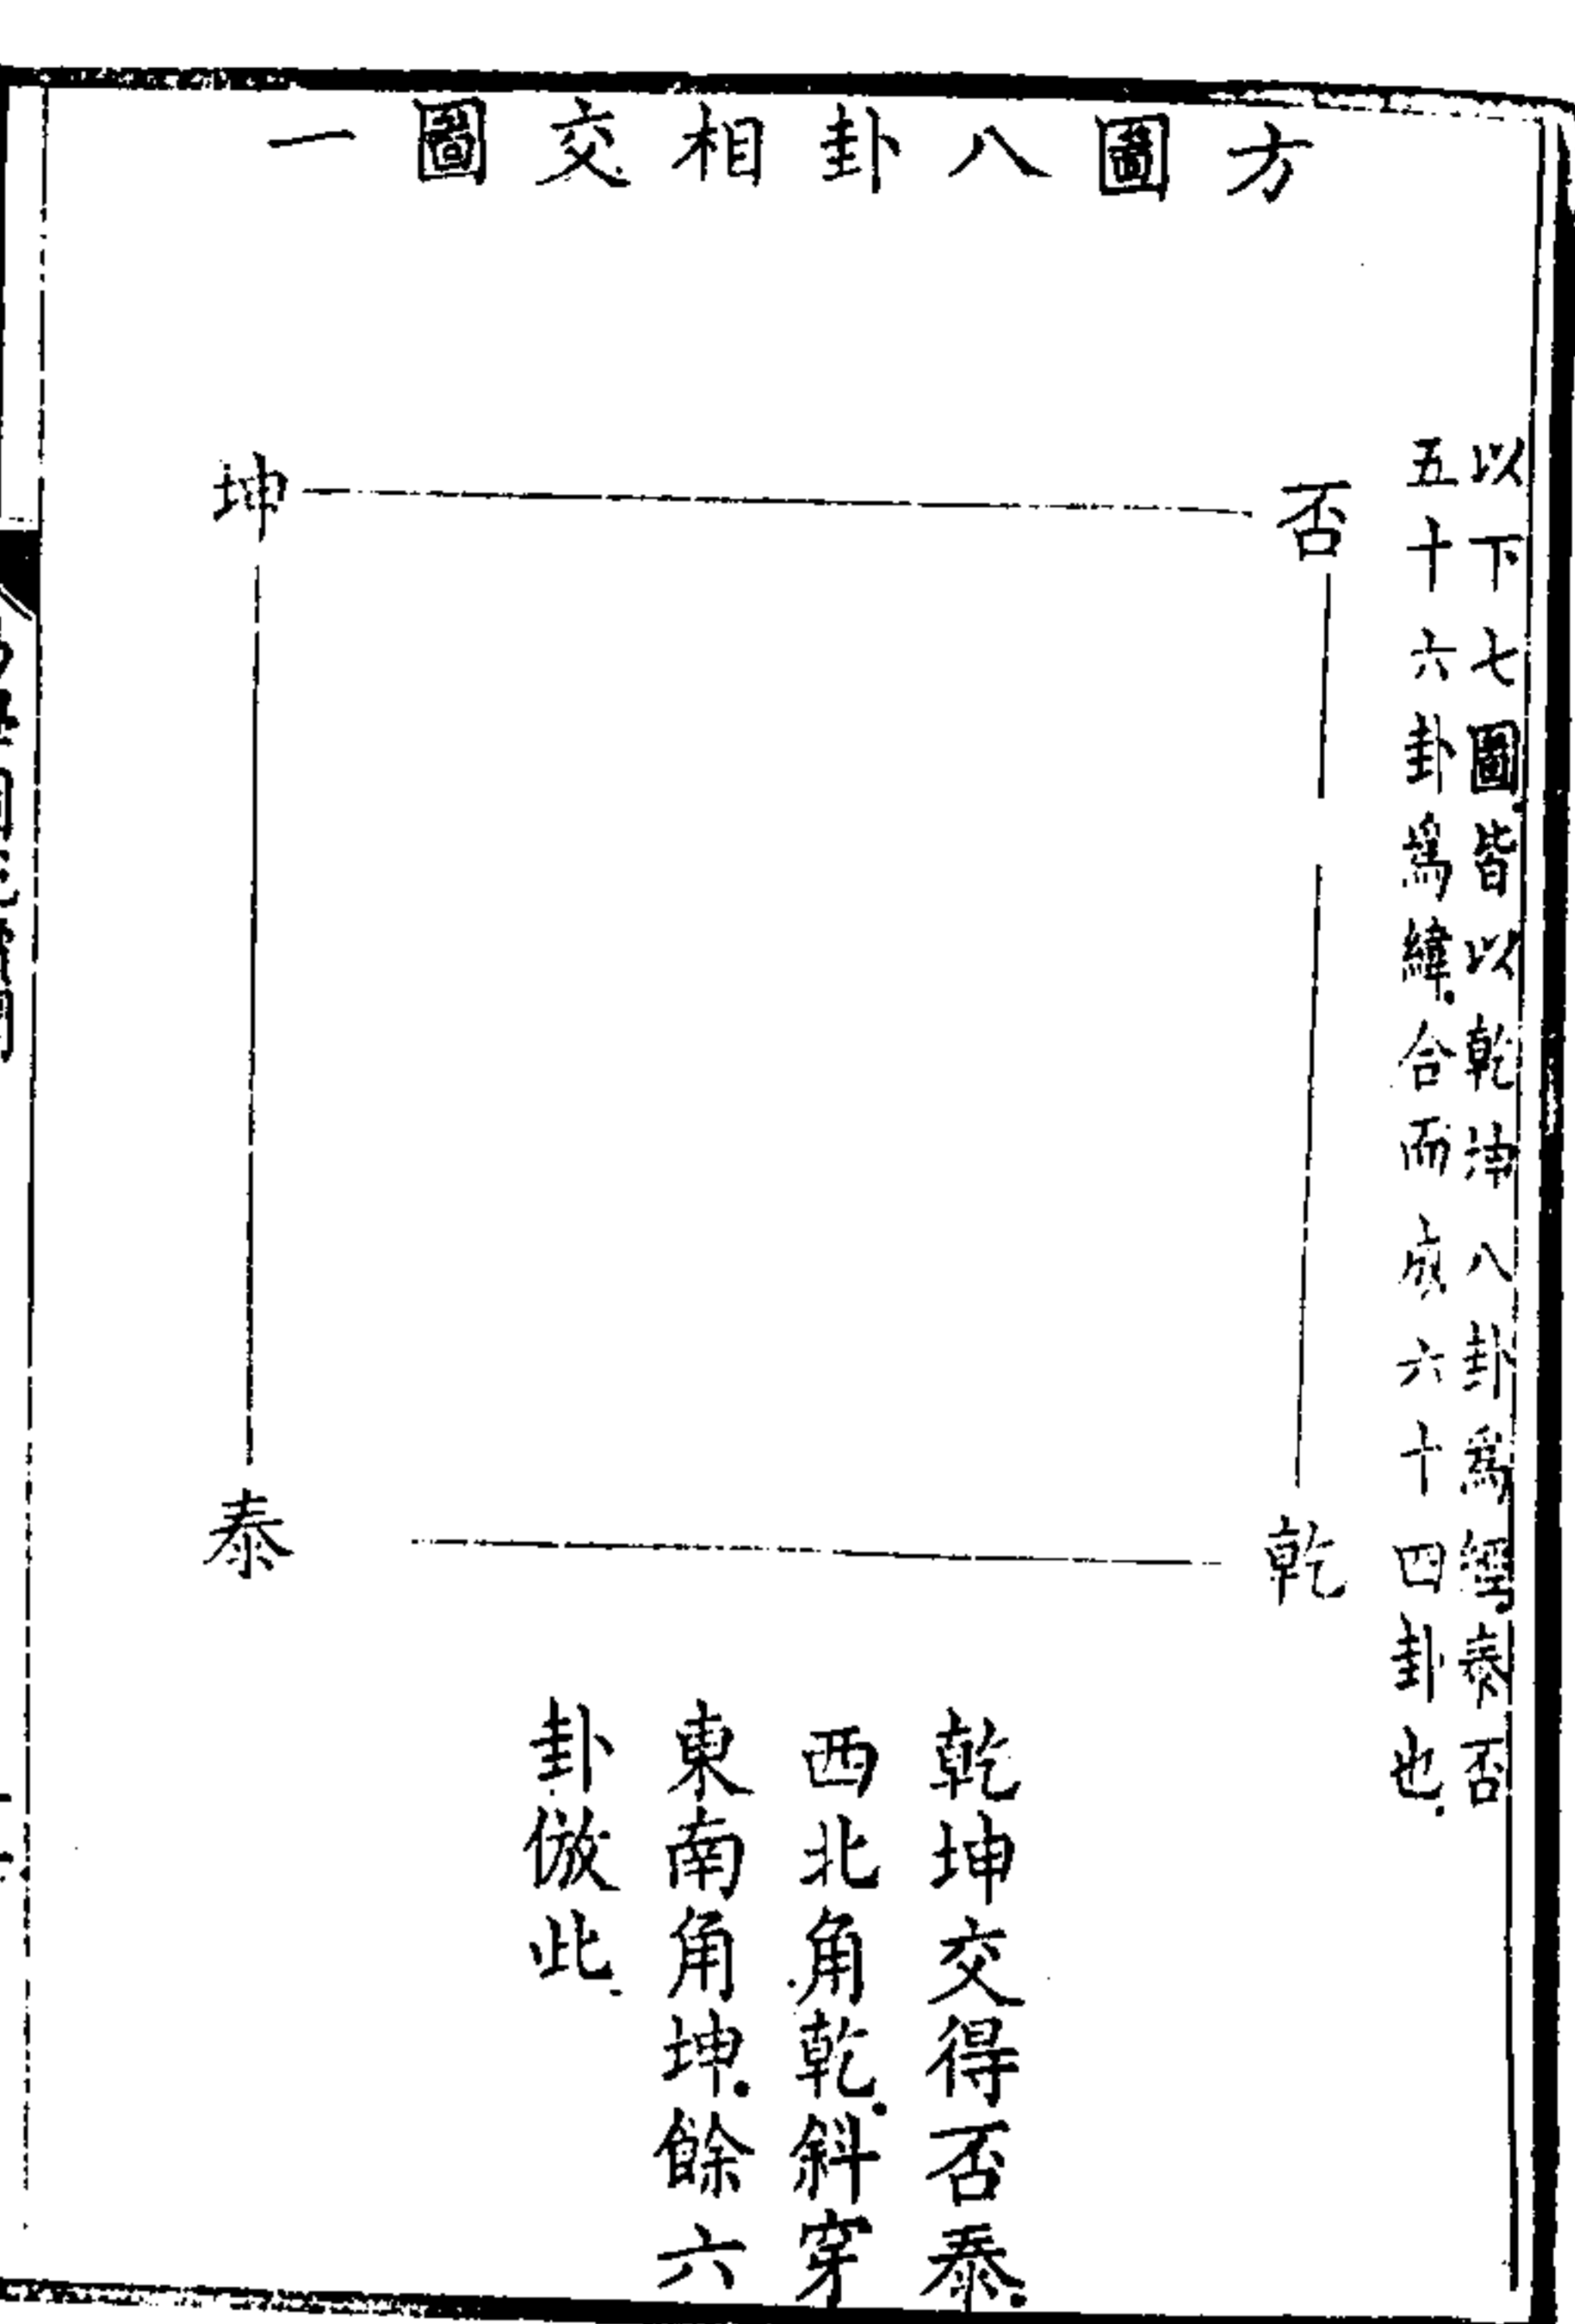 方圖八卦相交圖一
以下七圖皆以乾坤八卦爲經泰否
五十六卦爲緯合而成六十四卦也
否
坤
乾
泰
乾坤交得否泰
西北角乾斜穿
東南角坤餘六
卦倣此